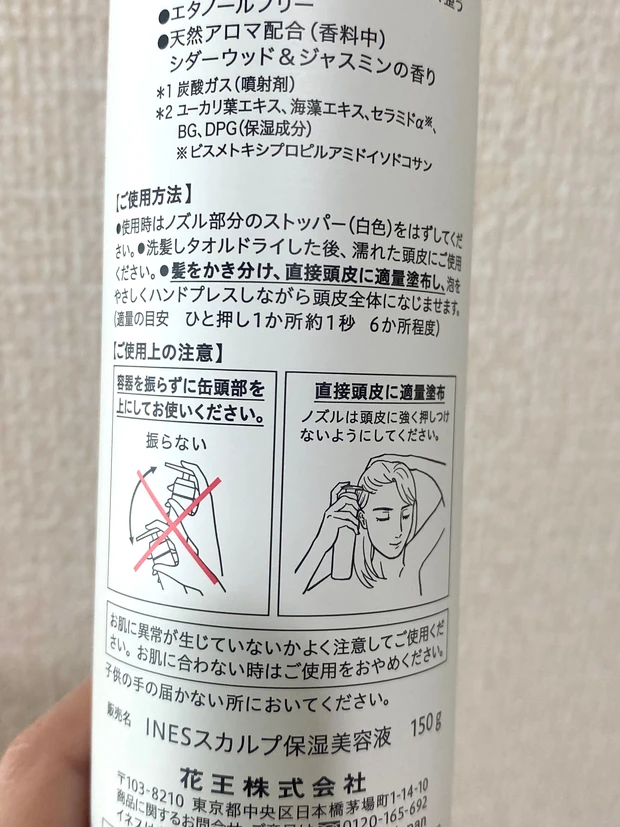 ●エタノールフリー
●天然アロマ配合(香料中)
シダーウッド&ジャスミンの香り
*1 炭酸ガス(噴射剤)
*2 ユーカリ葉エキス、海藻エキス、セラミドα※、
BG、DPG(保湿成分)
※ビスメトキシプロピルアミドイソドコサン
【ご使用方法】
●使用時はノズル部分のストッパー(白色)をはずしてくだ
さい。●洗髪しタオルドライした後、濡れた頭皮にご使用
ください。●髪をかき分け、直接頭皮に適量塗布し、泡を
やさしくハンドプレスしながら頭皮全体になじませます。
(適量の目安 ひと押し1か所約1秒 6か所程度)
【ご使用上の注意】
容器を振らずに缶頭部を
上にしてお使いください。
振らない
直接頭皮に適量塗布
ノズルは頭皮に強く押しつけ
ないようにしてください。
お肌に異常が生じていないかよく注意してご使用くだ
さい。お肌に合わない時はご使用をおやめください。
子供の手の届かない所においてください。
販売名 INESスカルプ保湿美容液 150g
花王株式会社
〒103-8210 東京都中央区日本橋茅場町1-14-10
商品に関するお問合せ 0120-165-692